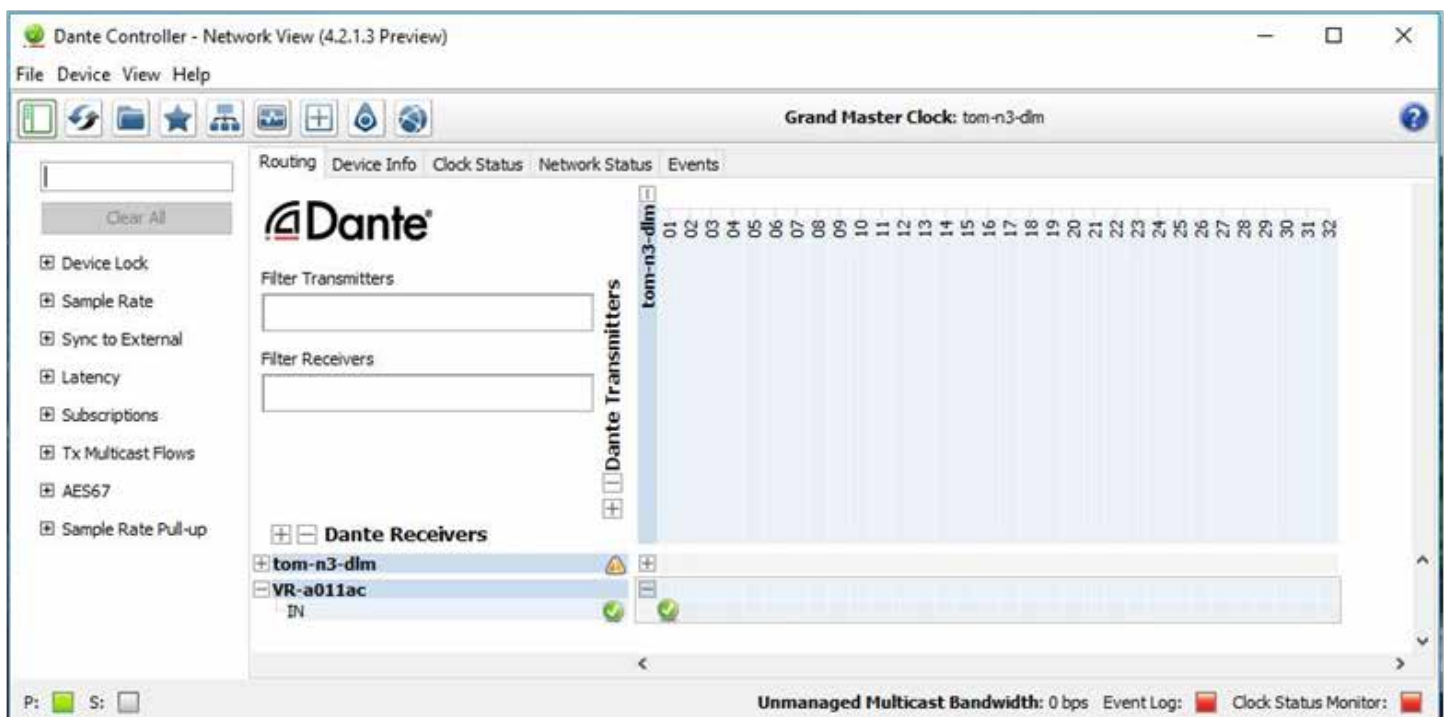 Dante Controller - Network View (4.2.1.3 Preview)
File Device View Help
Grand Master Clock: tom-n3-dlm
Routing Device Info Clock Status Network Status Events
Clear All
Device Lock
Sample Rate
Sync to External
Latency
Subscriptions
Tx Multicast Flows
AES67
Sample Rate Pull-up
Dante®
Filter Transmitters
Filter Receivers
Dante Transmitters
tom-n3-dlm
01 02 03 04 05 06 07 08 09 10 11 12 13 14 15 16 17 18 19 20 21 22 23 24 25 26 27 28 29 30 31 32
Dante Receivers
tom-n3-dlm
VR-a011ac
IN
P: S:
Unmanaged Multicast Bandwidth: 0 bps Event Log: Clock Status Monitor: